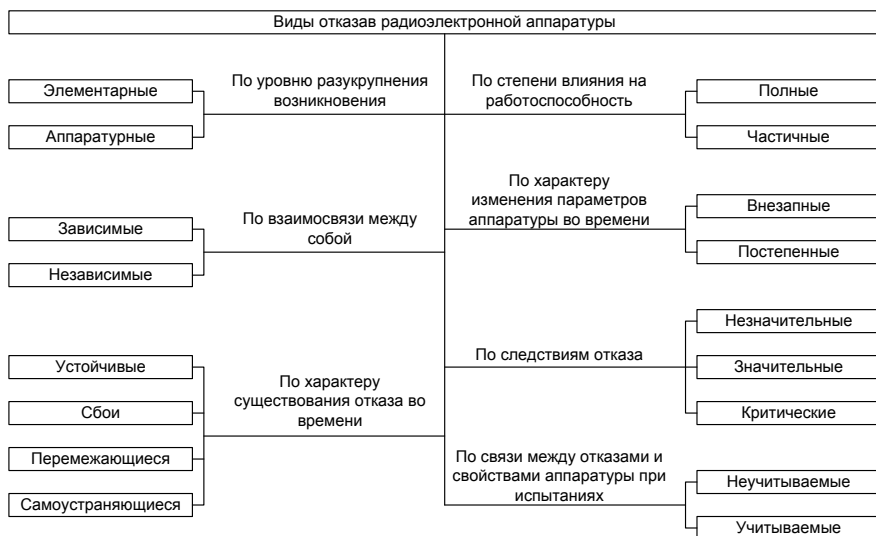 Виды отказав радиоэлектронной аппаратуры
По уровню разукрупнения
возникновения
Элементарные
Аппаратурные
По степени влияния на
работоспособность
Полные
Частичные
По взаимосвязи между
собой
Зависимые
Независимые
По характеру
изменения параметров
аппаратуры во времени
Внезапные
Постепенные
По характеру
существования отказа во
времени
Устойчивые
Сбои
Перемежающиеся
Самоустраняющиеся
По следствиям отказа
Незначительные
Значительные
Критические
По связи между отказами и
свойствами аппаратуры при
испытаниях
Неучитываемые
Учитываемые